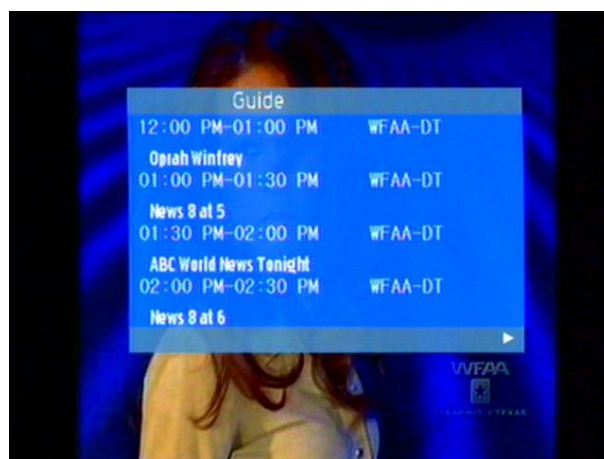 Guide
12:00 PM-01:00 PM WFAA-DT
Oprah Winfrey
01:00 PM-01:30 PM WFAA-DT
News 8 at 5
01:30 PM-02:00 PM WFAA-DT
ABC World News Tonight
02:00 PM-02:30 PM WFAA-DT
News 8 at 6
WFAA
TEXAS